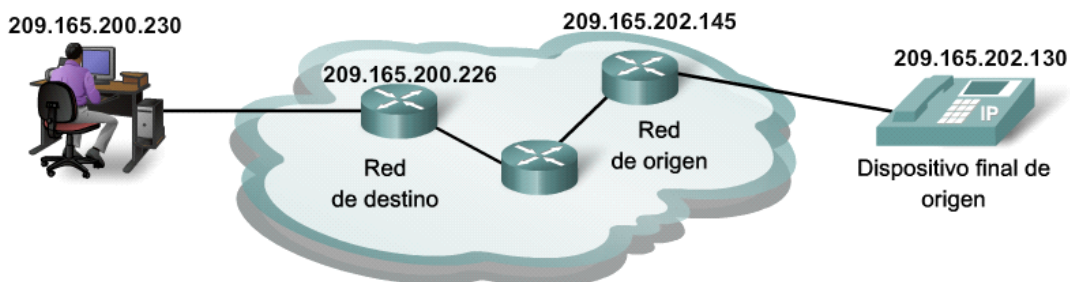 209.165.200.230
209.165.200.226
Red
de destino
209.165.202.145
Red
de origen
209.165.202.130
IP
Dispositivo final de
origen